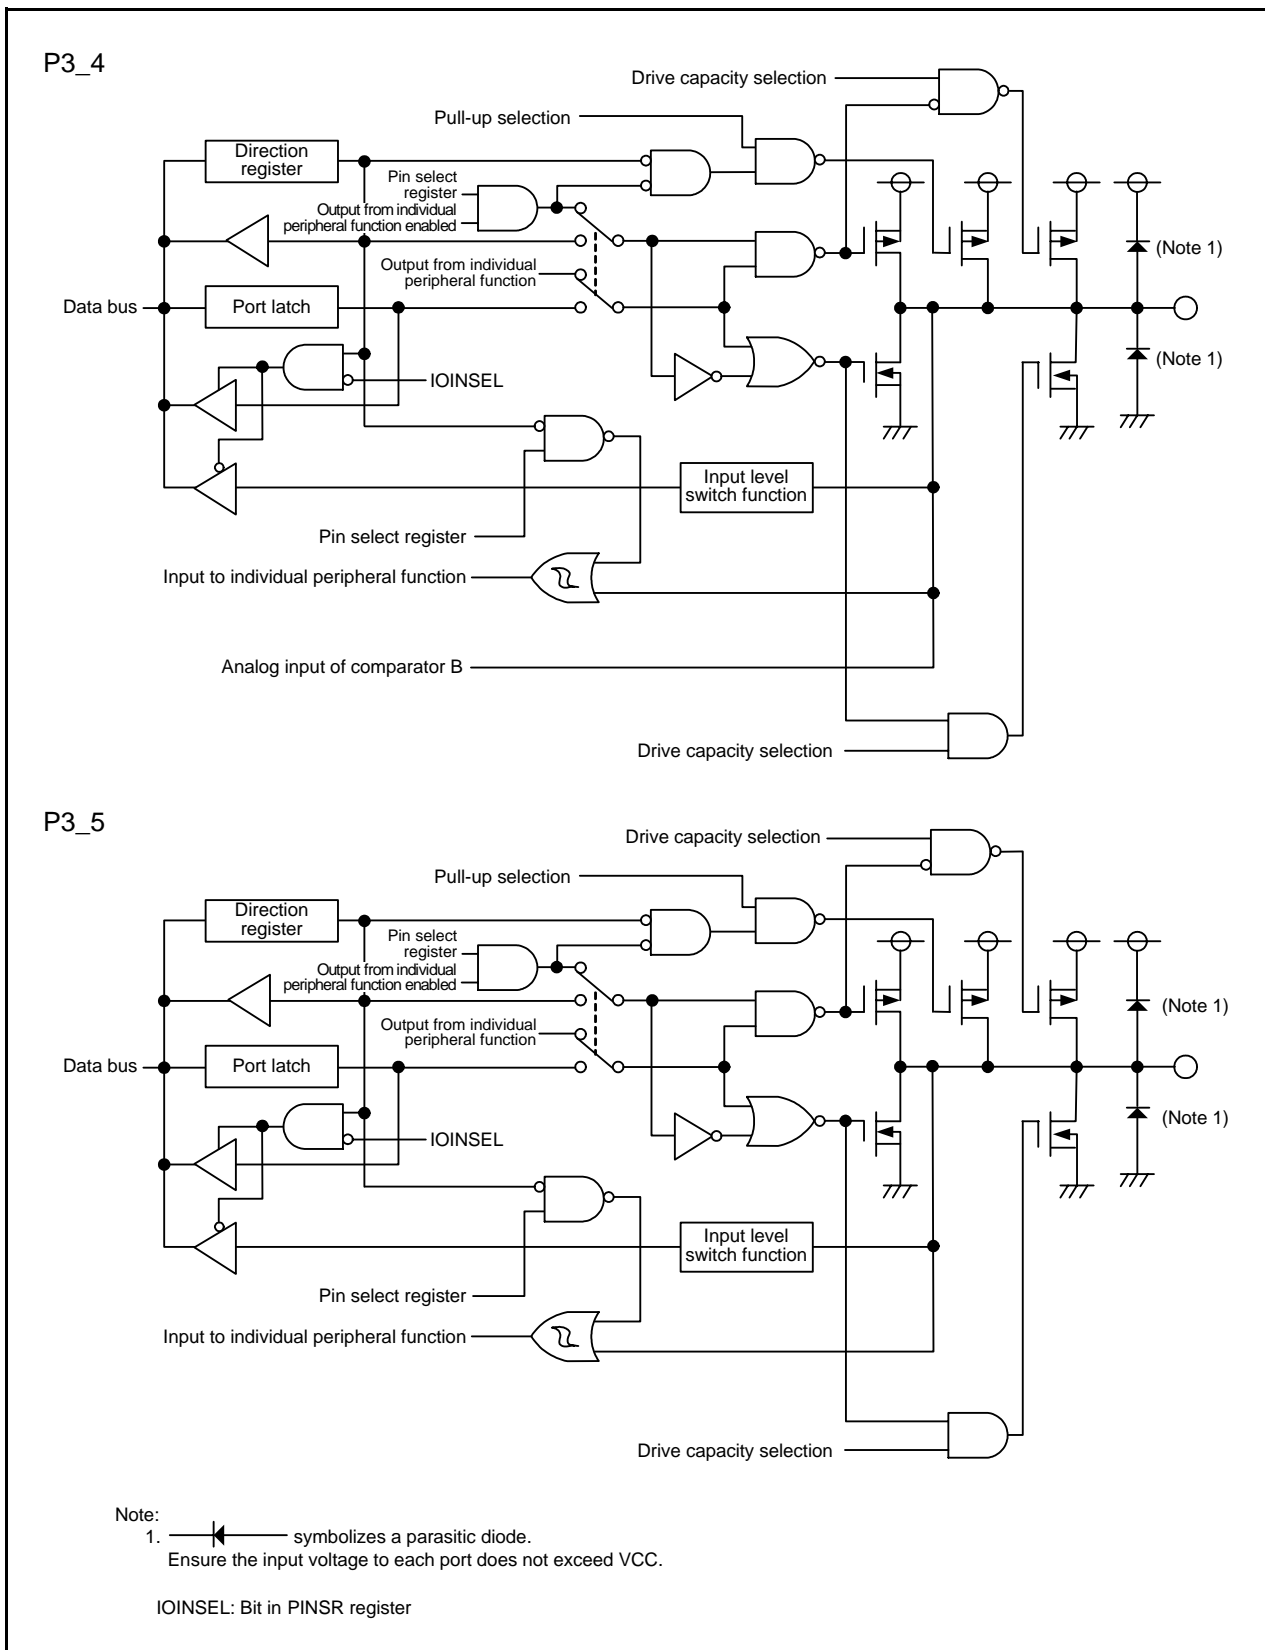 P3_4
Drive capacity selection
Pull-up selection
Direction
register
Pin select
register
Output from individual
peripheral function enabled
(Note 1)
Output from individual
peripheral function
Data bus
Port latch
(Note 1)
IOINSEL
Input level
switch function
Pin select register
Input to individual peripheral function
Analog input of comparator B
Drive capacity selection
P3_5
Drive capacity selection
Pull-up selection
Direction
register
Pin select
register
Output from individual
peripheral function enabled
(Note 1)
Output from individual
peripheral function
Data bus
Port latch
(Note 1)
IOINSEL
Input level
switch function
Pin select register
Input to individual peripheral function
Drive capacity selection
Note:
1. symbolizes a parasitic diode.
Ensure the input voltage to each port does not exceed VCC.
IOINSEL: Bit in PINSR register